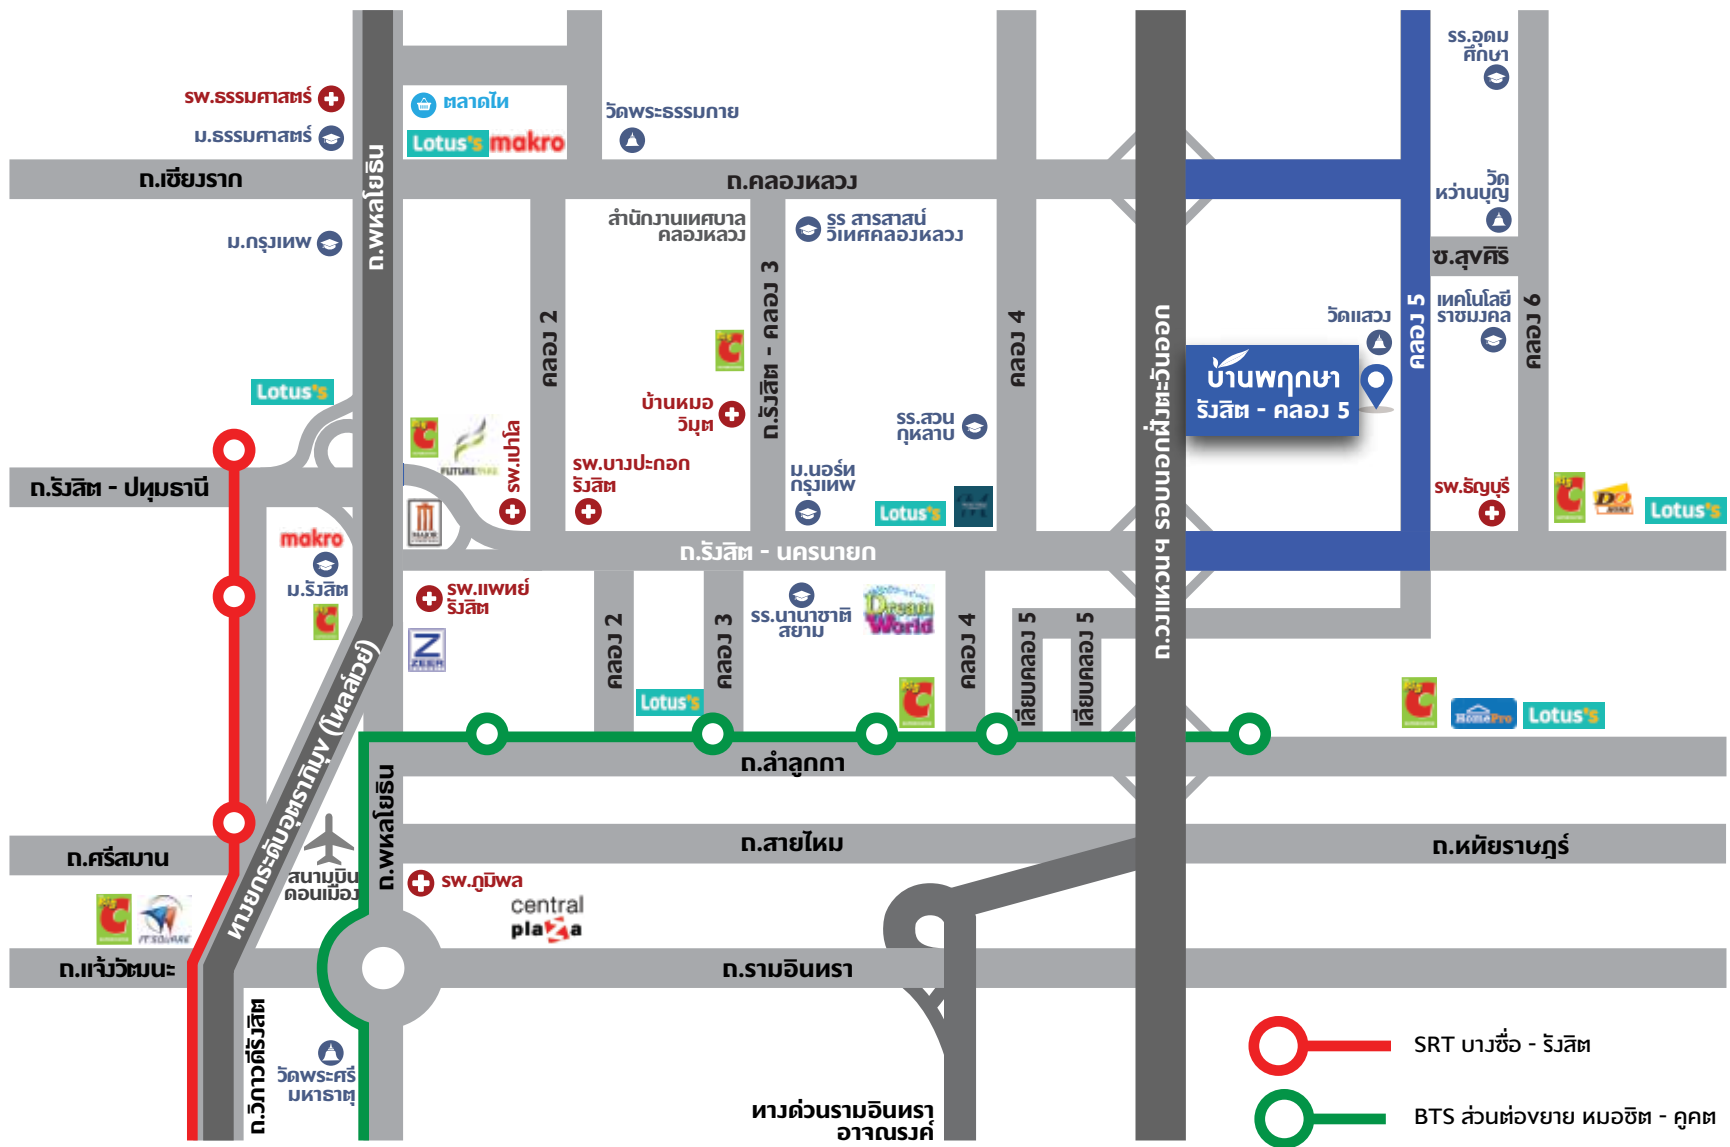 รร.อุดม
ศึกษา
รพ.ธรรมศาสตร์
ตลาดไท
วัดพระธรรมกาย
ม.ธรรมศาสตร์
Lotus's
makro
ถ.เชียงราก
ถ.พหลโยธิน
ถ.คลองหลวง
วัด
หว่านบุญ
สำนักงานเทศบาล
คลองหลวง
รร สารสาสน์
วิเทศคลองหลวง
ม.กรุงเทพ
ซ.สุขศิริ
คลอง 2
ถ.รังสิต - คลอง 3
คลอง 4
ถ.วงแหวนฯ
คลอง 5
คลอง 6
เทคโนโลยี
ราชมงคล
วัดแสวง
บ้านพฤกษา
รังสิต - คลอง 5
Lotus's
บ้านหมอ
วิมุต
รร.สวน
กุหลาบ
FUTURE PARK
รพ.เปาโล
รพ.บางปะกอก
รังสิต
ม.นอร์ท
กรุงเทพ
Lotus's
ถ.รังสิต - ปทุมธานี
รพ.ธัญบุรี
DO
HOME
Lotus's
MAJOR
makro
ม.รังสิต
ถ.รังสิต - นครนายก
รพ.แพทย์
รังสิต
ZEER
รร.นานาชาติ
สยาม
Dream
World
คลอง 2
คลอง 3
คลอง 4
เลียบคลอง 5
เลียบคลอง 5
Lotus's
HomePro
Lotus's
ทางยกระดับอุตราภิมุข (โทลล์เวย์)
ถ.ลำลูกกา
ถ.พหลโยธิน
ถ.สายไหม
ถ.หทัยราษฎร์
ถ.ศรีสมาน
สนามบิน
ดอนเมือง
รพ.ภูมิพล
central
plaza
IT SQUARE
ถ.แจ้งวัฒนะ
ถ.รามอินทรา
ถ.วิภาวดีรังสิต
วัดพระศรี
มหาธาตุ
ทางด่วนรามอินทรา
อาจณรงค์
SRT บางซื่อ - รังสิต
BTS ส่วนต่อขยาย หมอชิต - คูคต